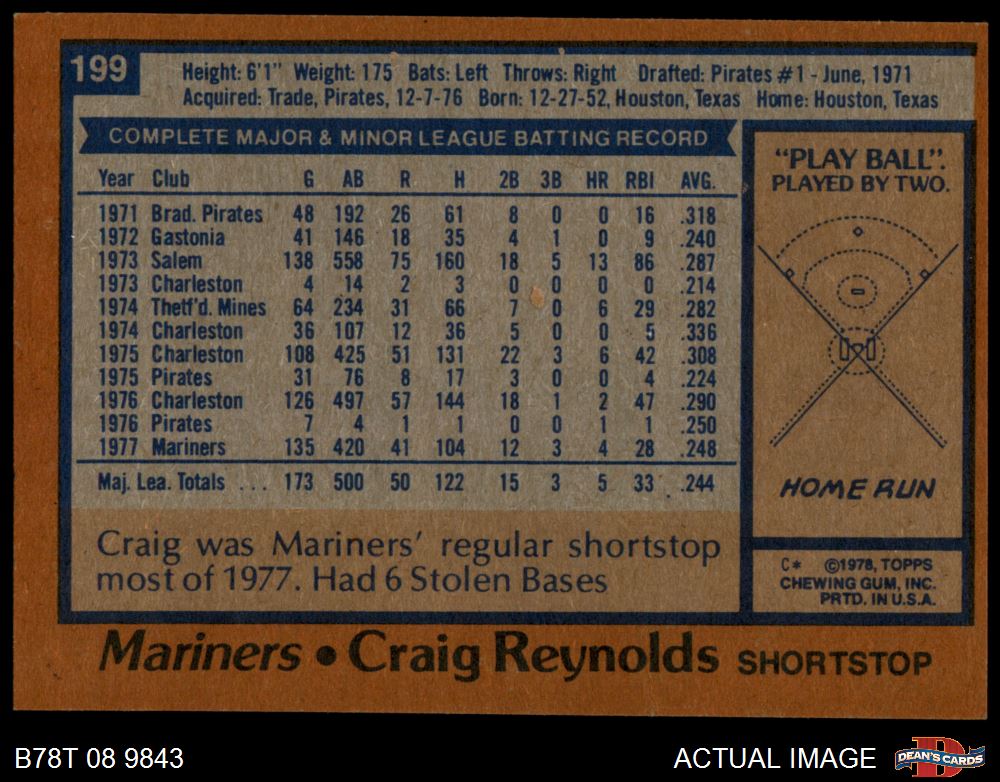 199
Height: 6'1" Weight: 175 Bats: Left Throws: Right Drafted: Pirates #1 - June, 1971
Acquired: Trade, Pirates, 12-7-76 Born: 12-27-52, Houston, Texas Home: Houston, Texas
COMPLETE MAJOR & MINOR LEAGUE BATTING RECORD
Year Club G AB R H 2B 3B HR RBI AVG.
1971 Brad. Pirates 48 192 26 61 8 0 0 16 .318
1972 Gastonia 41 146 18 35 4 1 0 9 .240
1973 Salem 138 558 75 160 18 5 13 86 .287
1973 Charleston 4 14 2 3 0 0 0 0 .214
1974 Thetf'd. Mines 64 234 31 66 7 0 6 29 .282
1974 Charleston 36 107 12 36 5 0 0 5 .336
1975 Charleston 108 425 51 131 22 3 6 42 .308
1975 Pirates 31 76 8 17 3 0 0 4 .224
1976 Charleston 126 497 57 144 18 1 2 47 .290
1976 Pirates 7 4 1 1 0 0 1 1 .250
1977 Mariners 135 420 41 104 12 3 4 28 .248
Maj. Lea. Totals ... 173 500 50 122 15 3 5 33 .244
Craig was Mariners' regular shortstop
most of 1977. Had 6 Stolen Bases
"PLAY BALL".
PLAYED BY TWO.
HOME RUN
C* ©1978, TOPPS
CHEWING GUM, INC.
PRTD. IN U.S.A.
Mariners • Craig Reynolds SHORTSTOP
B78T 08 9843
ACTUAL IMAGE
D
DEAN'S CARDS